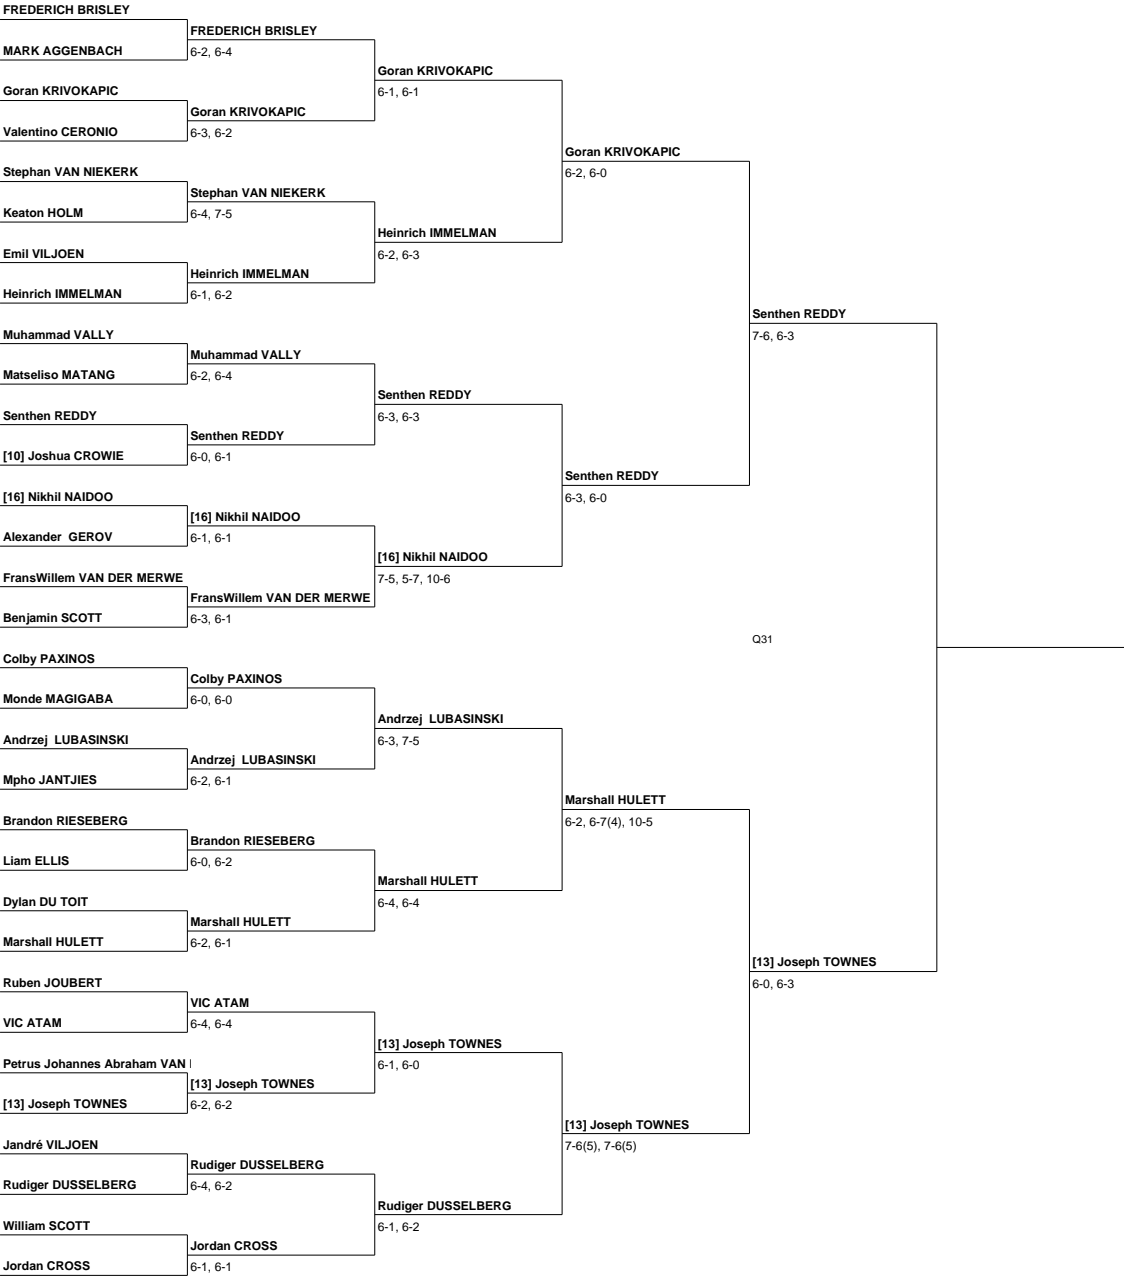 FREDERICH BRISLEY
FREDERICH BRISLEY
MARK AGGENBACH
6-2, 6-4
Goran KRIVOKAPIC
Goran KRIVOKAPIC
6-1, 6-1
Goran KRIVOKAPIC
Valentino CERONIO
6-3, 6-2
Goran KRIVOKAPIC
Stephan VAN NIEKERK
6-2, 6-0
Stephan VAN NIEKERK
Keaton HOLM
6-4, 7-5
Heinrich IMMELMAN
Emil VILJOEN
6-2, 6-3
Heinrich IMMELMAN
Heinrich IMMELMAN
6-1, 6-2
Senthen REDDY
Muhammad VALLY
7-6, 6-3
Muhammad VALLY
Matseliso MATANG
6-2, 6-4
Senthen REDDY
Senthen REDDY
6-3, 6-3
Senthen REDDY
[10] Joshua CROWIE
6-0, 6-1
Senthen REDDY
[16] Nikhil NAIDOO
6-3, 6-0
[16] Nikhil NAIDOO
Alexander GEROV
6-1, 6-1
[16] Nikhil NAIDOO
FransWillem VAN DER MERWE
7-5, 5-7, 10-6
FransWillem VAN DER MERWE
Benjamin SCOTT
6-3, 6-1
Q31
Colby PAXINOS
Colby PAXINOS
Monde MAGIGABA
6-0, 6-0
Andrzej LUBASINSKI
Andrzej LUBASINSKI
6-3, 7-5
Andrzej LUBASINSKI
Mpho JANTJIES
6-2, 6-1
Marshall HULETT
Brandon RIESEBERG
6-2, 6-7(4), 10-5
Brandon RIESEBERG
Liam ELLIS
6-0, 6-2
Marshall HULETT
Dylan DU TOIT
6-4, 6-4
Marshall HULETT
Marshall HULETT
6-2, 6-1
[13] Joseph TOWNES
Ruben JOUBERT
6-0, 6-3
VIC ATAM
VIC ATAM
6-4, 6-4
[13] Joseph TOWNES
Petrus Johannes Abraham VAN
6-1, 6-0
[13] Joseph TOWNES
[13] Joseph TOWNES
6-2, 6-2
[13] Joseph TOWNES
Jandré VILJOEN
7-6(5), 7-6(5)
Rudiger DUSSELBERG
Rudiger DUSSELBERG
6-4, 6-2
Rudiger DUSSELBERG
William SCOTT
6-1, 6-2
Jordan CROSS
Jordan CROSS
6-1, 6-1